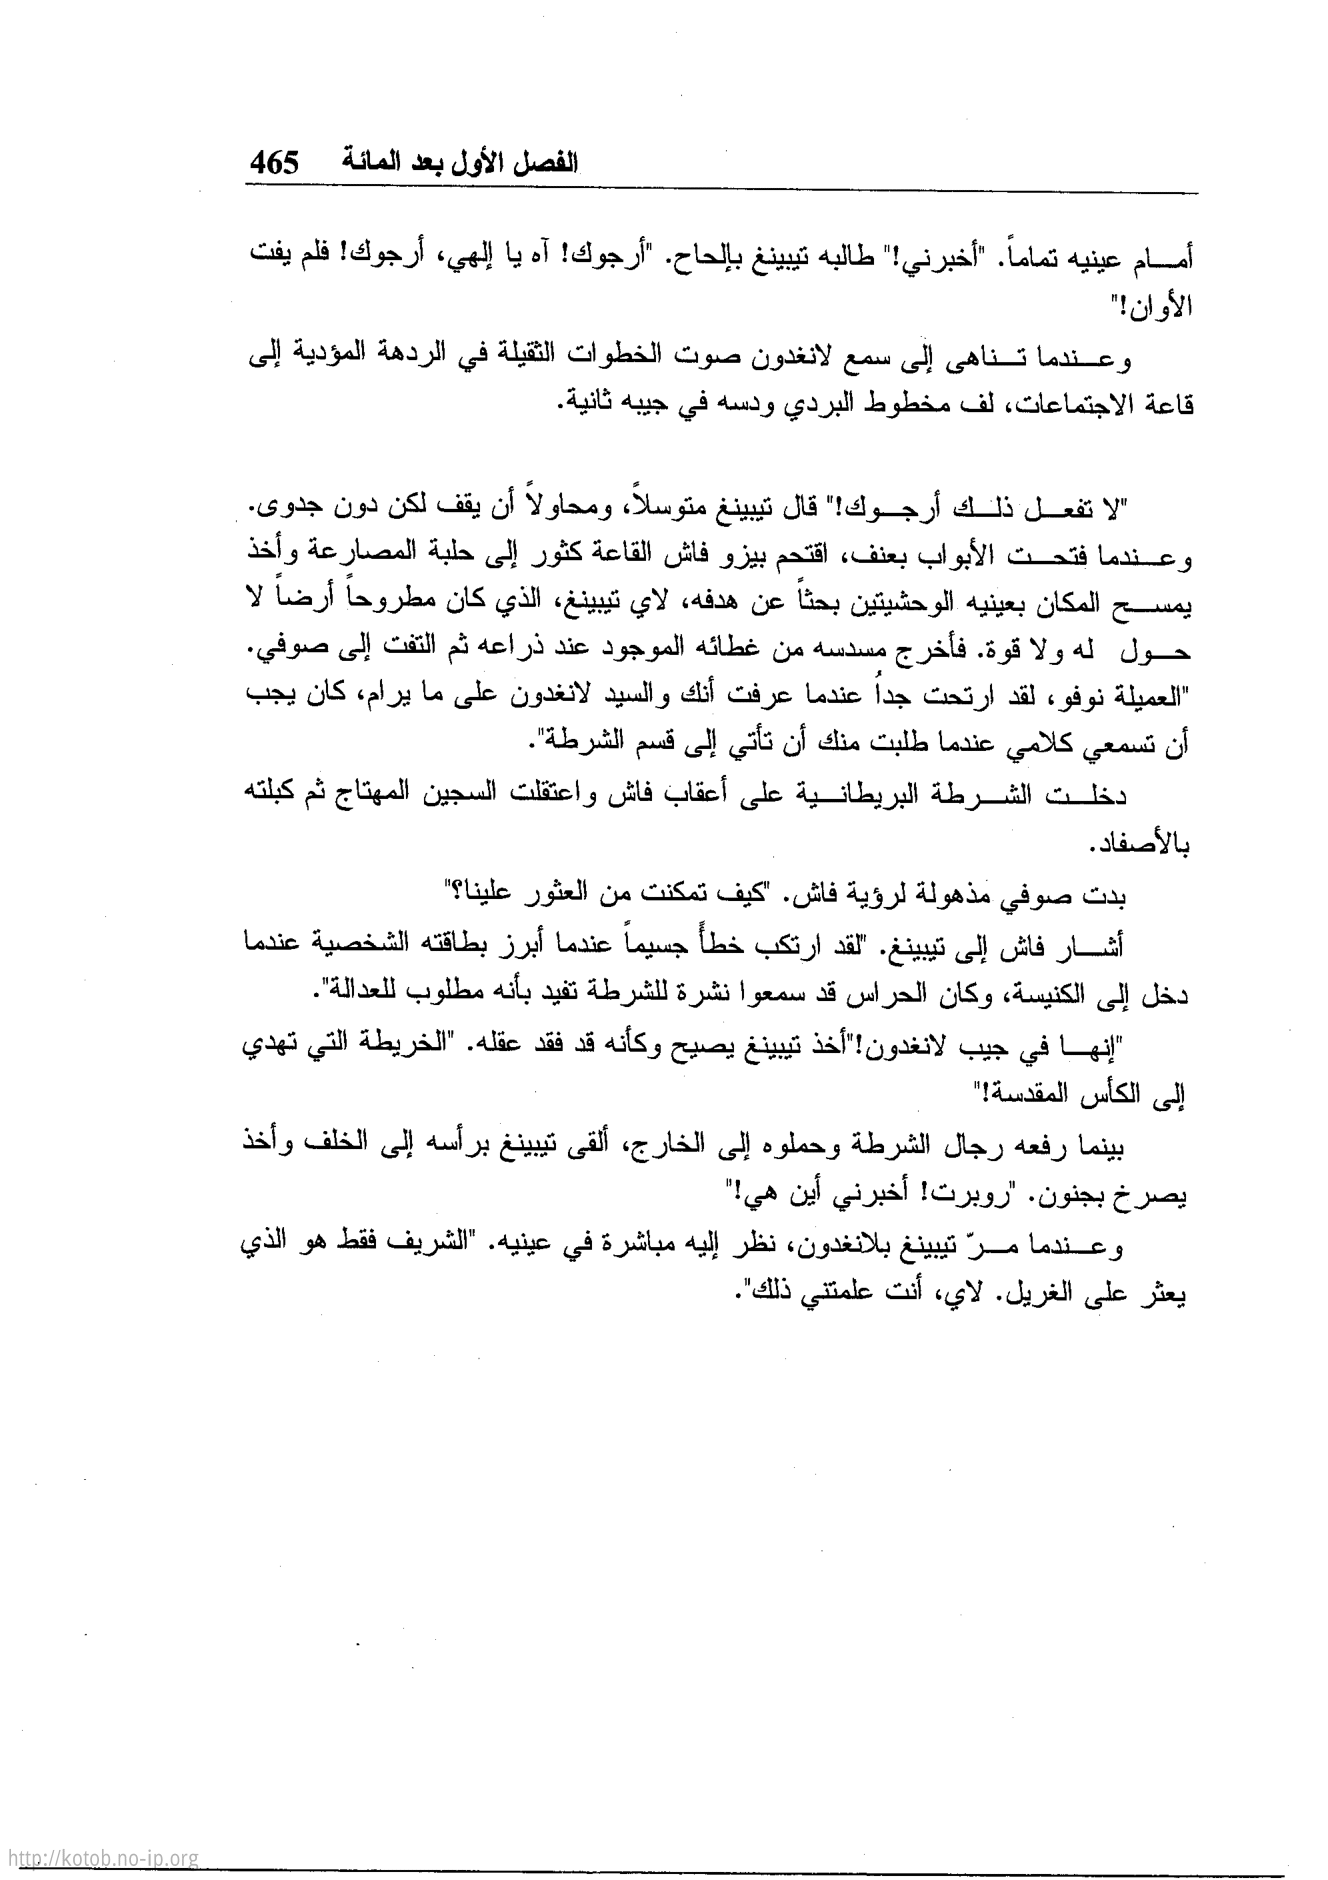 الفصل الأول بعد المائة 465
أمام عينيه تماماً. "أخبرني!" طالبه تيبينغ بإلحاح. "أرجوك! آه يا إلهي، أرجوك! فلم يفت
الأوان!"
وعندما تناهى إلى سمع لانغدون صوت الخطوات الثقيلة في الردهة المؤدية إلى
قاعة الاجتماعات، لف مخطوط البردي ودسه في جيبه ثانية.
"لا تفعل ذلك أرجوك!" قال تيبينغ متوسلاً، ومحاولاً أن يقف لكن دون جدوى.
وعندما فتحت الأبواب بعنف، اقتحم بيزو فاش القاعة كثور إلى حلبة المصارعة وأخذ
يمسح المكان بعينيه الوحشيتين بحثاً عن هدفه، لاي تيبينغ، الذي كان مطروحاً أرضاً لا
حول له ولا قوة. فأخرج مسدسه من غطائه الموجود عند ذراعه ثم التفت إلى صوفي.
"العميلة نوفو، لقد ارتحت جداً عندما عرفت أنك والسيد لانغدون على ما يرام، كان يجب
أن تسمعي كلامي عندما طلبت منك أن تأتي إلى قسم الشرطة".
دخلت الشرطة البريطانية على أعقاب فاش واعتقلت السجين المهتاج ثم كبلته
بالأصفاد.
بدت صوفي مذهولة لرؤية فاش. "كيف تمكنت من العثور علينا؟"
أشار فاش إلى تيبينغ. "لقد ارتكب خطأً جسيماً عندما أبرز بطاقته الشخصية عندما
دخل إلى الكنيسة، وكان الحراس قد سمعوا نشرة للشرطة تفيد بأنه مطلوب للعدالة".
"إنها في جيب لانغدون!"أخذ تيبينغ يصيح وكأنه قد فقد عقله. "الخريطة التي تهدي
إلى الكأس المقدسة!"
بينما رفعه رجال الشرطة وحملوه إلى الخارج، ألقى تيبينغ برأسه إلى الخلف وأخذ
يصرخ بجنون. "روبرت! أخبرني أين هي!"
وعندما مرّ تيبينغ بلانغدون، نظر إليه مباشرة في عينيه. "الشريف فقط هو الذي
يعثر على الغريل. لاي، أنت علمتني ذلك".
http://kotob.no-ip.org